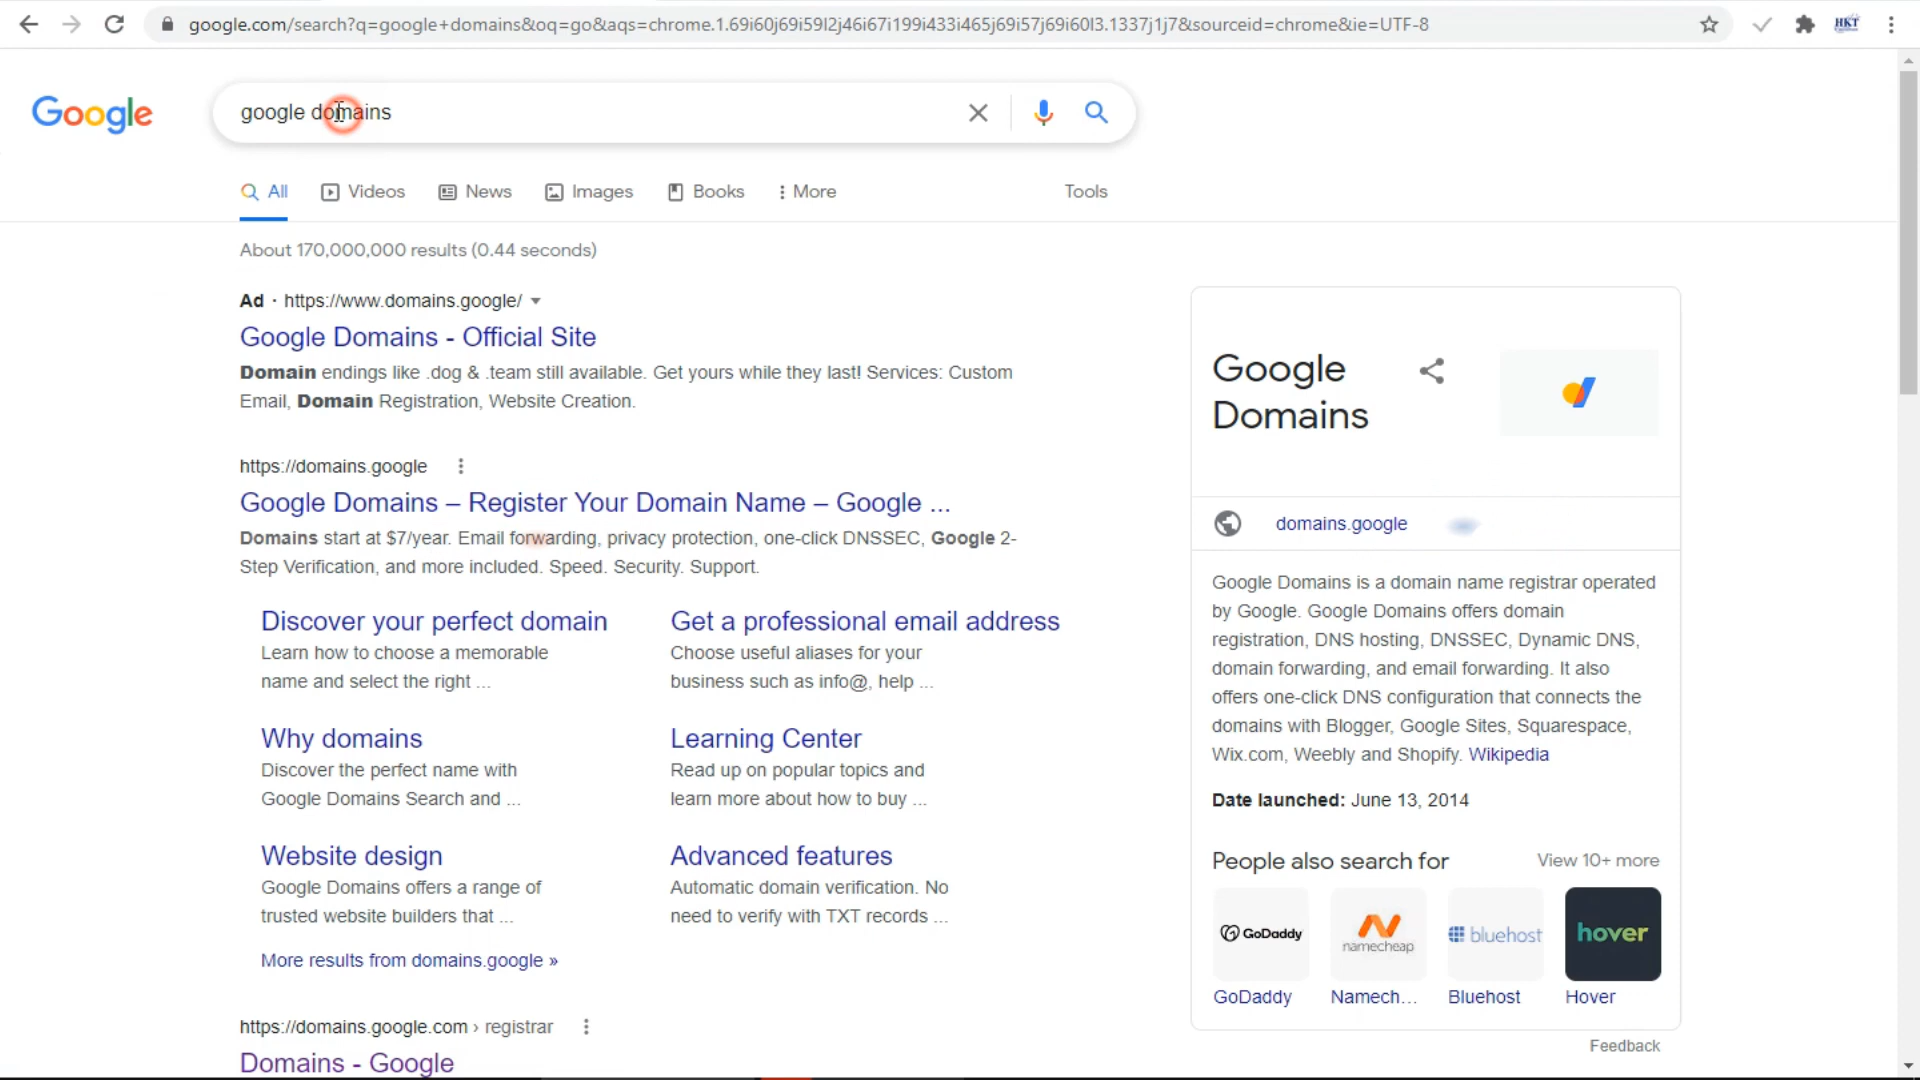 google.com/search?q=google+domains&oq=go&aqs=chrome.1.69i60j69i59l2j46i67i199i433i465j69i57j69i60l3.1337j1j7&sourceid=chrome&ie=UTF-8
HKT
Google
google domains
All
Videos
News
Images
Books
More
Tools
About 170,000,000 results (0.44 seconds)
Ad · https://www.domains.google/
Google Domains - Official Site
Domain endings like .dog & .team still available. Get yours while they last! Services: Custom
Email, Domain Registration, Website Creation.
https://domains.google
Google Domains – Register Your Domain Name – Google ...
Domains start at $7/year. Email forwarding, privacy protection, one-click DNSSEC, Google 2-
Step Verification, and more included. Speed. Security. Support.
Discover your perfect domain
Learn how to choose a memorable
name and select the right ...
Get a professional email address
Choose useful aliases for your
business such as info@, help ...
Why domains
Discover the perfect name with
Google Domains Search and ...
Learning Center
Read up on popular topics and
learn more about how to buy ...
Website design
Google Domains offers a range of
trusted website builders that ...
Advanced features
Automatic domain verification. No
need to verify with TXT records ...
More results from domains.google »
https://domains.google.com › registrar
Domains - Google
Google
Domains
domains.google
Google Domains is a domain name registrar operated
by Google. Google Domains offers domain
registration, DNS hosting, DNSSEC, Dynamic DNS,
domain forwarding, and email forwarding. It also
offers one-click DNS configuration that connects the
domains with Blogger, Google Sites, Squarespace,
Wix.com, Weebly and Shopify. Wikipedia
Date launched: June 13, 2014
People also search for
View 10+ more
GoDaddy
namecheap
bluehost
hover
GoDaddy
Namech...
Bluehost
Hover
Feedback